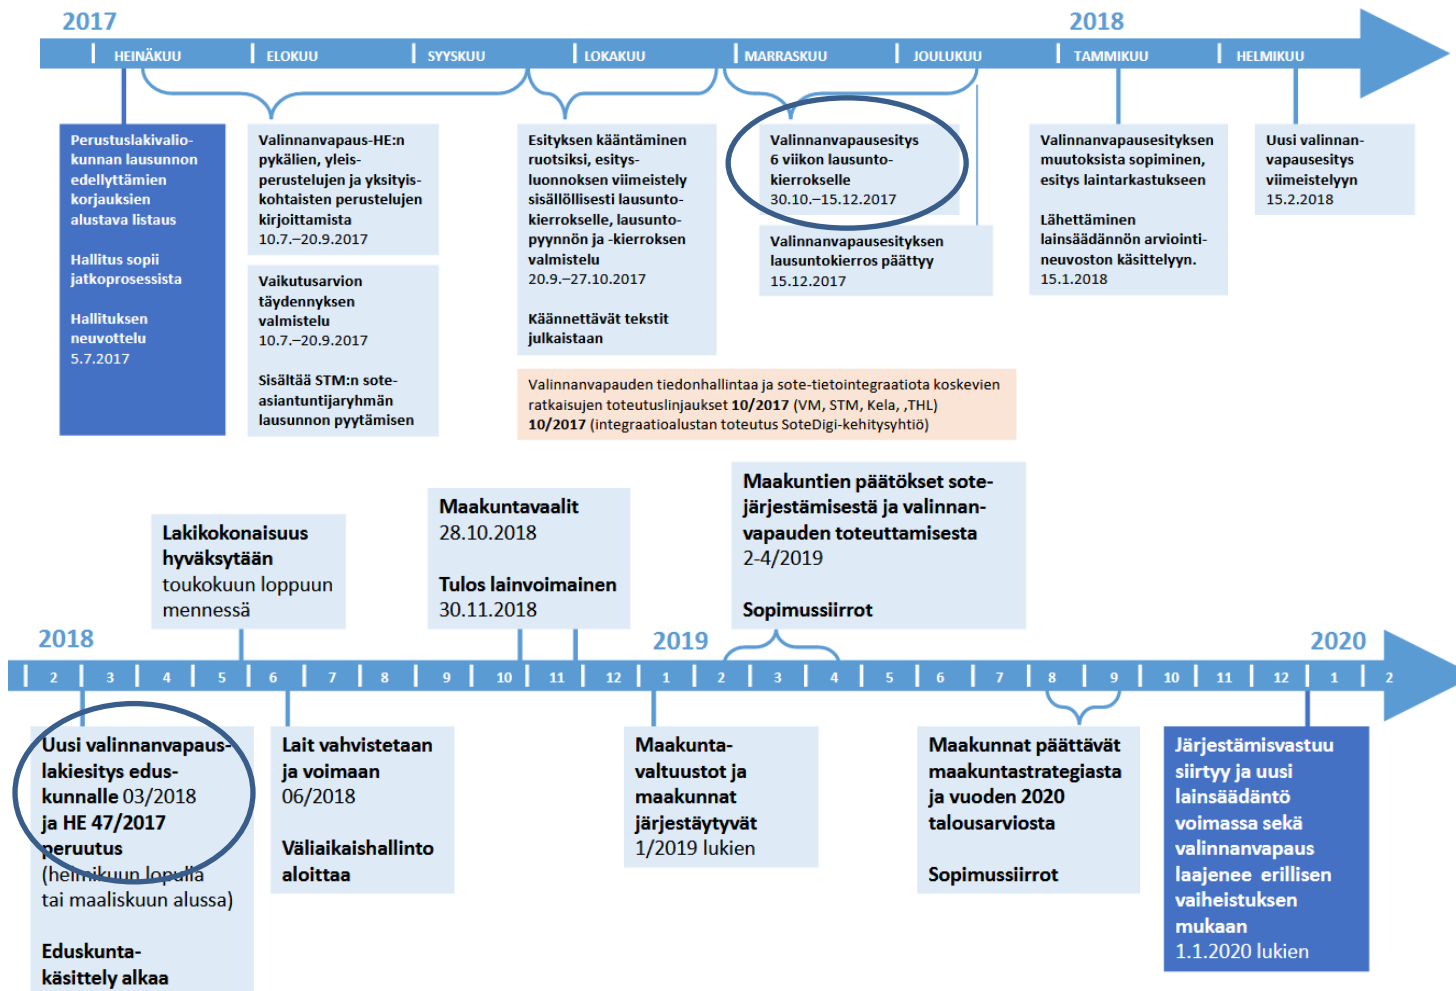 2017
2018
HEINÄKUU
ELOKUU
SYYSKUU
LOKAKUU
MARRASKUU
JOULUKUU
TAMMIKUU
HELMIKUU
Perustuslakivalio-
kunnan lausunnon
edellyttämien
korjauksien
alustava listaus
Hallitus sopii
jatkoprosessista
Hallituksen
neuvottelu
5.7.2017
Valinnanvapaus-HE:n
pykälien, yleis-
perustelujen ja yksityis-
kohtaisten perustelujen
kirjoittamista
10.7.–20.9.2017
Vaikutusarvion
täydennyksen
valmistelu
10.7.–20.9.2017
Sisältää STM:n sote-
asiantuntijaryhmän
lausunnon pyytämisen
Esityksen kääntäminen
ruotsiksi, esitys-
luonnoksen viimeistely
sisällöllisesti lausunto-
kierrokselle, lausunto-
pyynnön ja -kierroksen
valmistelu
20.9.–27.10.2017
Käännettävät tekstit
julkaistaan
Valinnanvapausesitys
6 viikon lausunto-
kierrokselle
30.10.–15.12.2017
Valinnanvapausesityksen
lausuntokierros päättyy
15.12.2017
Valinnanvapausesityksen
muutoksista sopiminen,
esitys laintarkastukseen
Lähettäminen
lainsäädännön arviointi-
neuvoston käsittelyyn.
15.1.2018
Uusi valinnan-
vapausesitys
viimeistelyyn
15.2.2018
Valinnanvapauden tiedonhallintaa ja sote-tietointegraatiota koskevien
ratkaisujen toteutuslinjaukset 10/2017 (VM, STM, Kela, ,THL)
10/2017 (integraatioalustan toteutus SoteDigi-kehitysyhtiö)
Lakikokonaisuus
hyväksytään
toukokuun loppuun
mennessä
Maakuntavaalit
28.10.2018
Tulos lainvoimainen
30.11.2018
Maakuntien päätökset sote-
järjestämisestä ja valinnan-
vapauden toteuttamisesta
2-4/2019
Sopimussiirrot
2018
2019
2020
2 3 4 5 6 7 8 9 10 11 12 1 2 3 4 5 6 7 8 9 10 11 12 1 2
Uusi valinnanvapaus-
lakiesitys edus-
kunnalle 03/2018
ja HE 47/2017
peruutus
(helmikuun lopulla
tai maaliskuun alussa)
Eduskunta-
käsittely alkaa
Lait vahvistetaan
ja voimaan
06/2018
Väliaikaishallinto
aloittaa
Maakunta-
valtuustot ja
maakunnat
järjestäytyvät
1/2019 lukien
Maakunnat päättävät
maakuntastrategiasta
ja vuoden 2020
talousarviosta
Sopimussiirrot
Järjestämisvastuu
siirtyy ja uusi
lainsäädäntö
voimassa sekä
valinnanvapaus
laajenee erillisen
vaiheistuksen
mukaan
1.1.2020 lukien